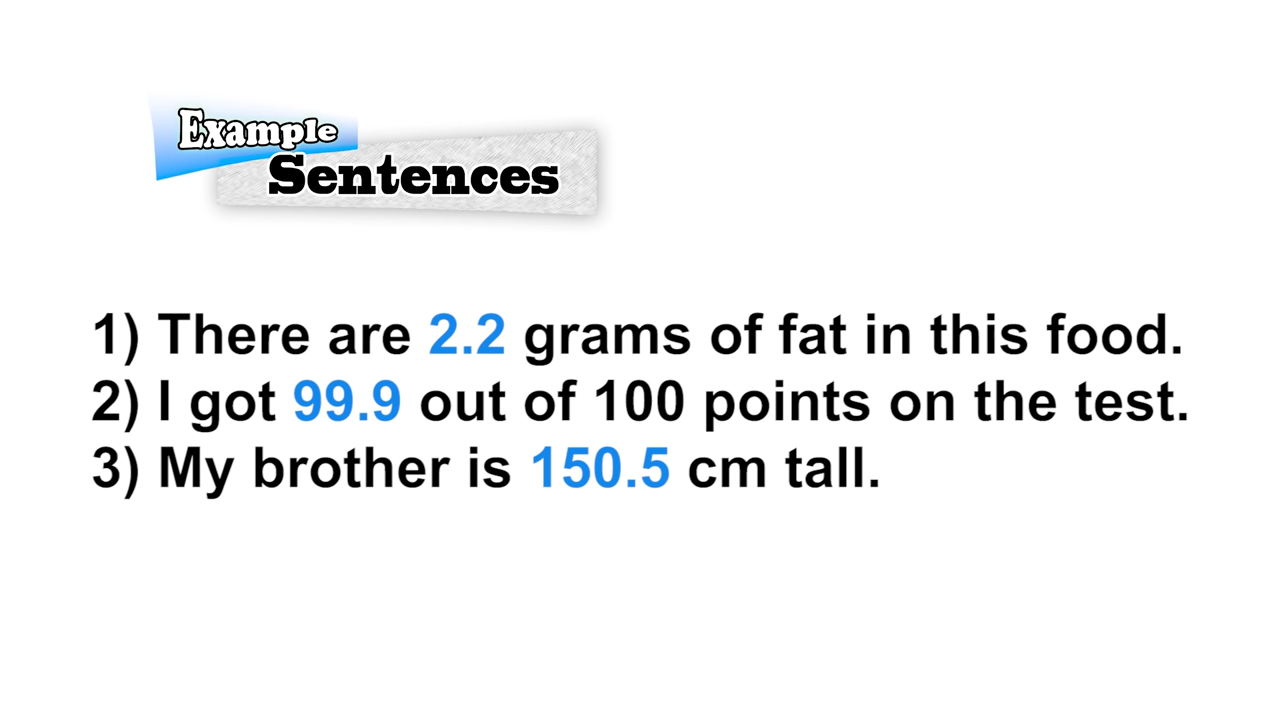 Example
Sentences
1) There are 2.2 grams of fat in this food.
2) I got 99.9 out of 100 points on the test.
3) My brother is 150.5 cm tall.